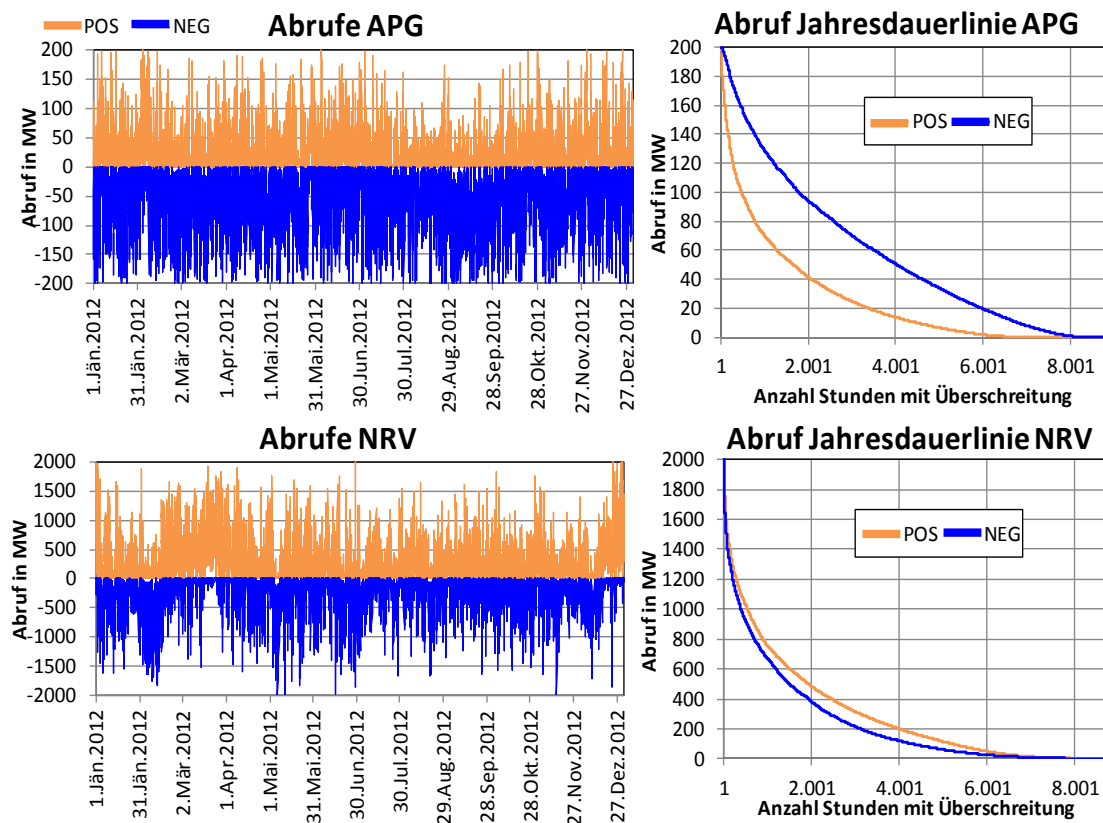 POS NEG
Abrufe APG
Abruf in MW
200
150
100
50
0
-50
-100
-150
-200
1.Jän.2012
31.Jän.2012
2.Mär.2012
1.Apr.2012
1.Mai.2012
31.Mai.2012
30.Jun.2012
30.Jul.2012
29.Aug.2012
28.Sep.2012
28.Okt.2012
27.Nov.2012
27.Dez.2012
Abruf Jahresdauerlinie APG
Abruf in MW
200
180
160
140
120
100
80
60
40
20
0
POS NEG
1 2.001 4.001 6.001 8.001
Anzahl Stunden mit Überschreitung
Abrufe NRV
Abruf in MW
2000
1500
1000
500
0
-500
-1000
-1500
-2000
1.Jän.2012
31.Jän.2012
2.Mär.2012
1.Apr.2012
1.Mai.2012
31.Mai.2012
30.Jun.2012
30.Jul.2012
29.Aug.2012
28.Sep.2012
28.Okt.2012
27.Nov.2012
27.Dez.2012
Abruf Jahresdauerlinie NRV
Abruf in MW
2000
1800
1600
1400
1200
1000
800
600
400
200
0
POS NEG
1 2.001 4.001 6.001 8.001
Anzahl Stunden mit Überschreitung